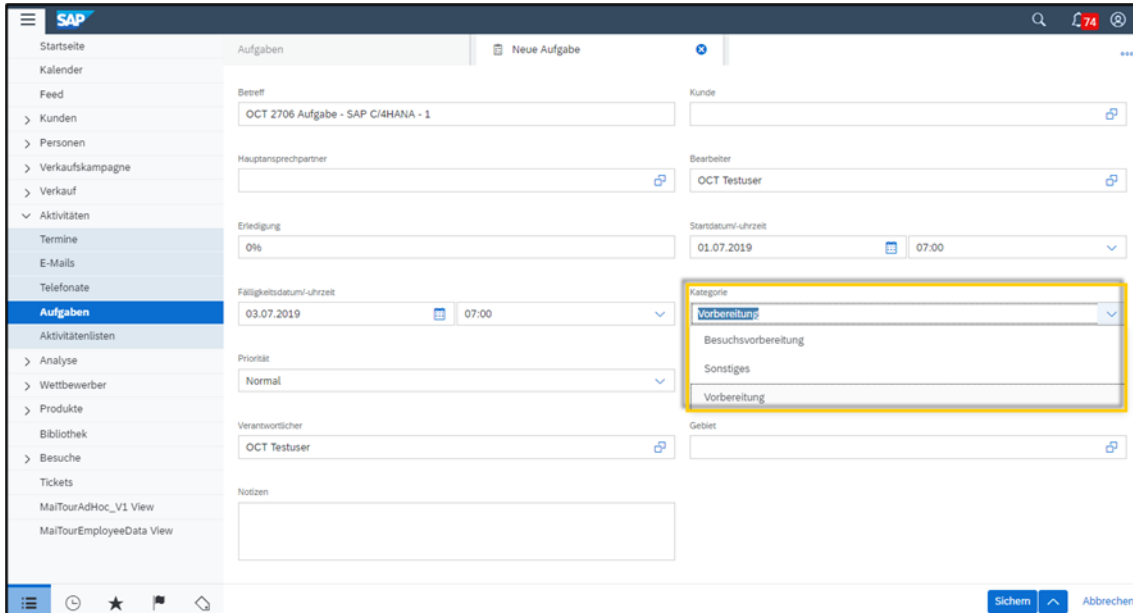 SAP
74
Startseite
Kalender
Feed
Kunden
Personen
Verkaufskampagne
Verkauf
Aktivitäten
Termine
E-Mails
Telefonate
Aufgaben
Aktivitätenlisten
Analyse
Wettbewerber
Produkte
Bibliothek
Besuche
Tickets
MaiTourAdHoc_V1 View
MaiTourEmployeeData View
Aufgaben
Neue Aufgabe
Betreff
OCT 2706 Aufgabe - SAP C/4HANA - 1
Kunde
Hauptansprechpartner
Bearbeiter
OCT Testuser
Erledigung
0%
Startdatum/-uhrzeit
01.07.2019 07:00
Fälligkeitsdatum/-uhrzeit
03.07.2019 07:00
Kategorie
Vorbereitung
Besuchsvorbereitung
Sonstiges
Vorbereitung
Priorität
Normal
Verantwortlicher
OCT Testuser
Gebiet
Notizen
Sichern Abbrechen